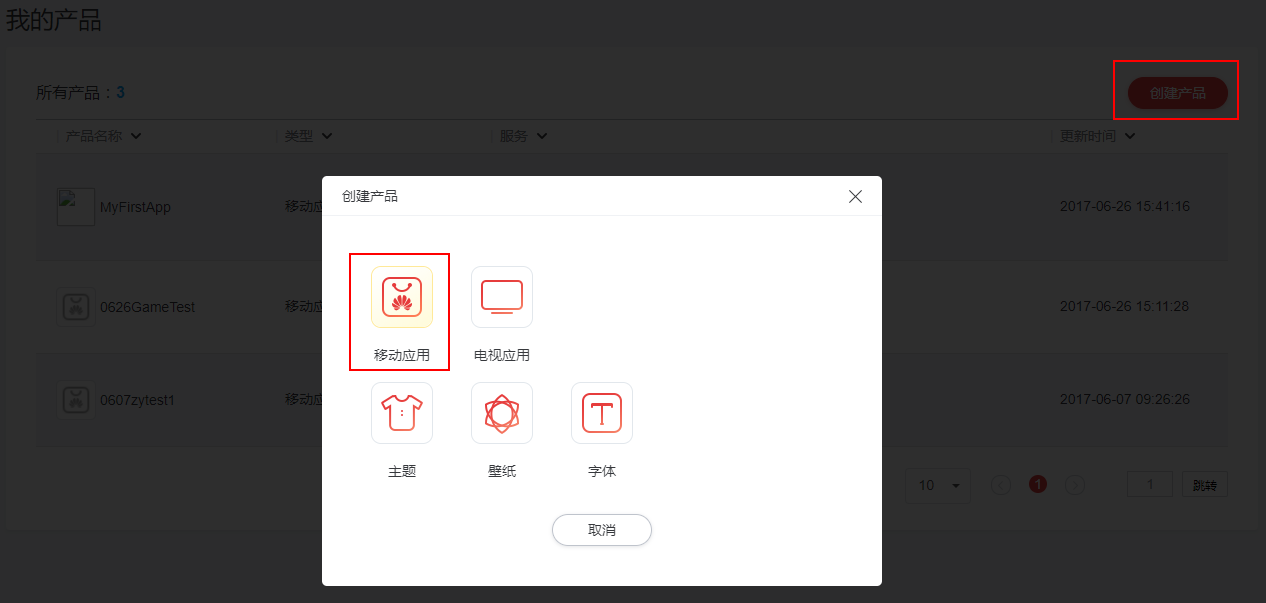 我的产品
所有产品：3
创建产品
产品名称
类型
服务
更新时间
MyFirstApp
移动应
2017-06-26 15:41:16
0626GameTest
移动应
2017-06-26 15:11:28
0607zytest1
移动应
2017-06-07 09:26:26
10
1
1
跳转
创建产品
移动应用
电视应用
主题
壁纸
字体
取消